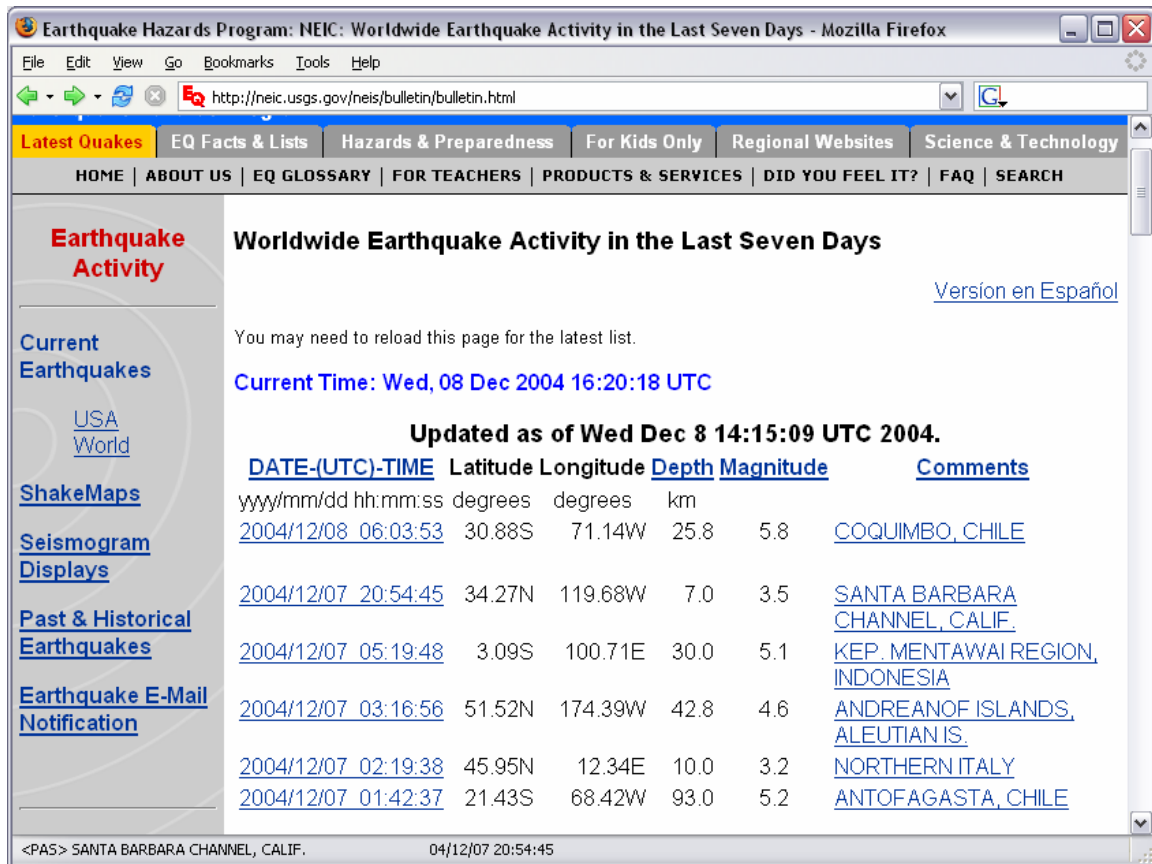 Earthquake Hazards Program: NEIC: Worldwide Earthquake Activity in the Last Seven Days - Mozilla Firefox
File Edit View Go Bookmarks Tools Help
EQ http://neic.usgs.gov/neis/bulletin/bulletin.html G
Latest Quakes EQ Facts & Lists Hazards & Preparedness For Kids Only Regional Websites Science & Technology
HOME | ABOUT US | EQ GLOSSARY | FOR TEACHERS | PRODUCTS & SERVICES | DID YOU FEEL IT? | FAQ | SEARCH
Earthquake
Activity
Current
Earthquakes
USA
World
ShakeMaps
Seismogram
Displays
Past & Historical
Earthquakes
Earthquake E-Mail
Notification
Worldwide Earthquake Activity in the Last Seven Days
Versíon en Español
You may need to reload this page for the latest list.
Current Time: Wed, 08 Dec 2004 16:20:18 UTC
Updated as of Wed Dec 8 14:15:09 UTC 2004.
DATE-(UTC)-TIME Latitude Longitude Depth Magnitude Comments
yyyy/mm/dd hh:mm:ss degrees degrees km
2004/12/08 06:03:53 30.88S 71.14W 25.8 5.8 COQUIMBO, CHILE
2004/12/07 20:54:45 34.27N 119.68W 7.0 3.5 SANTA BARBARA
CHANNEL, CALIF.
2004/12/07 05:19:48 3.09S 100.71E 30.0 5.1 KEP. MENTAWAI REGION,
INDONESIA
2004/12/07 03:16:56 51.52N 174.39W 42.8 4.6 ANDREANOF ISLANDS,
ALEUTIAN IS.
2004/12/07 02:19:38 45.95N 12.34E 10.0 3.2 NORTHERN ITALY
2004/12/07 01:42:37 21.43S 68.42W 93.0 5.2 ANTOFAGASTA, CHILE
<PAS> SANTA BARBARA CHANNEL, CALIF. 04/12/07 20:54:45